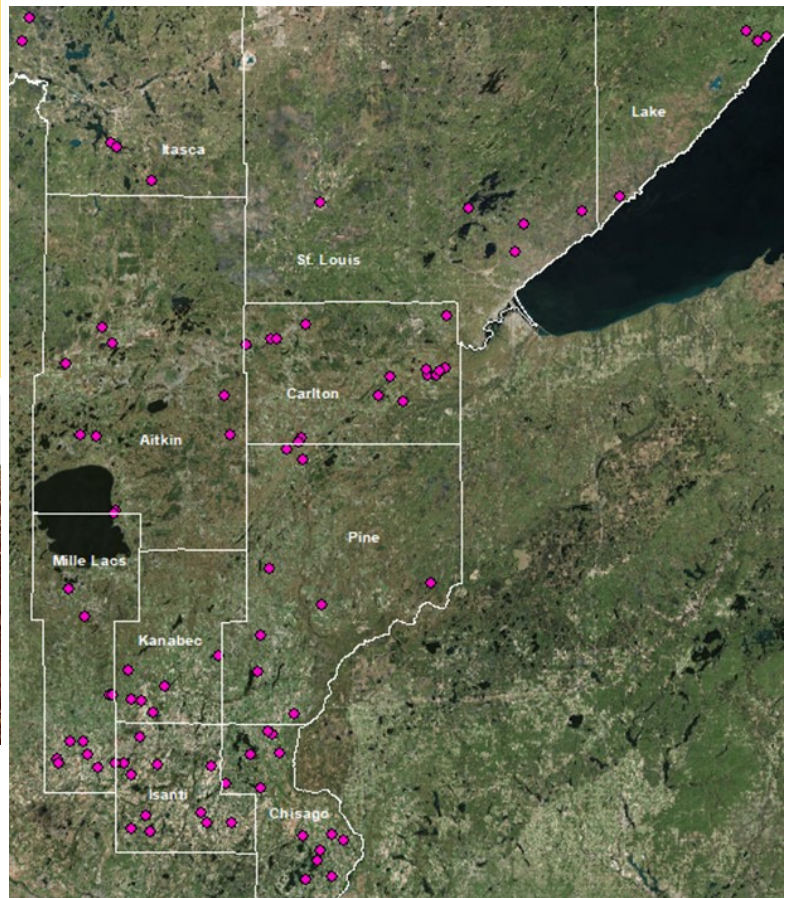 Lake
Itasca
St. Louis
Carlton
Aitkin
Pine
Mille Lacs
Kanabec
Isanti
Chisago